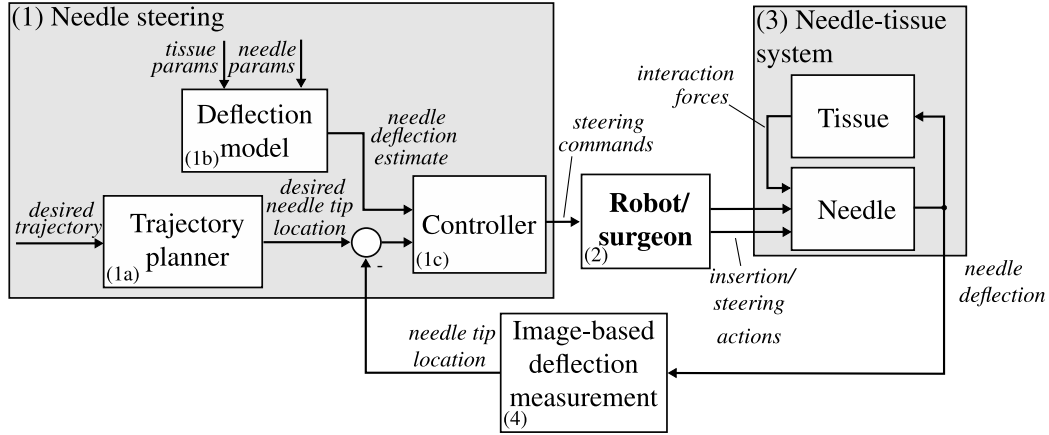 (1) Needle steering
(3) Needle-tissue
system
tissue
params
needle
params
Deflection
model
(1b)
needle
deflection
estimate
steering
commands
interaction
forces
Tissue
desired
trajectory
Trajectory
planner
(1a)
desired
needle tip
location
-
Controller
(1c)
Robot/
surgeon
(2)
Needle
insertion/
steering
actions
needle
deflection
needle tip
location
Image-based
deflection
measurement
(4)